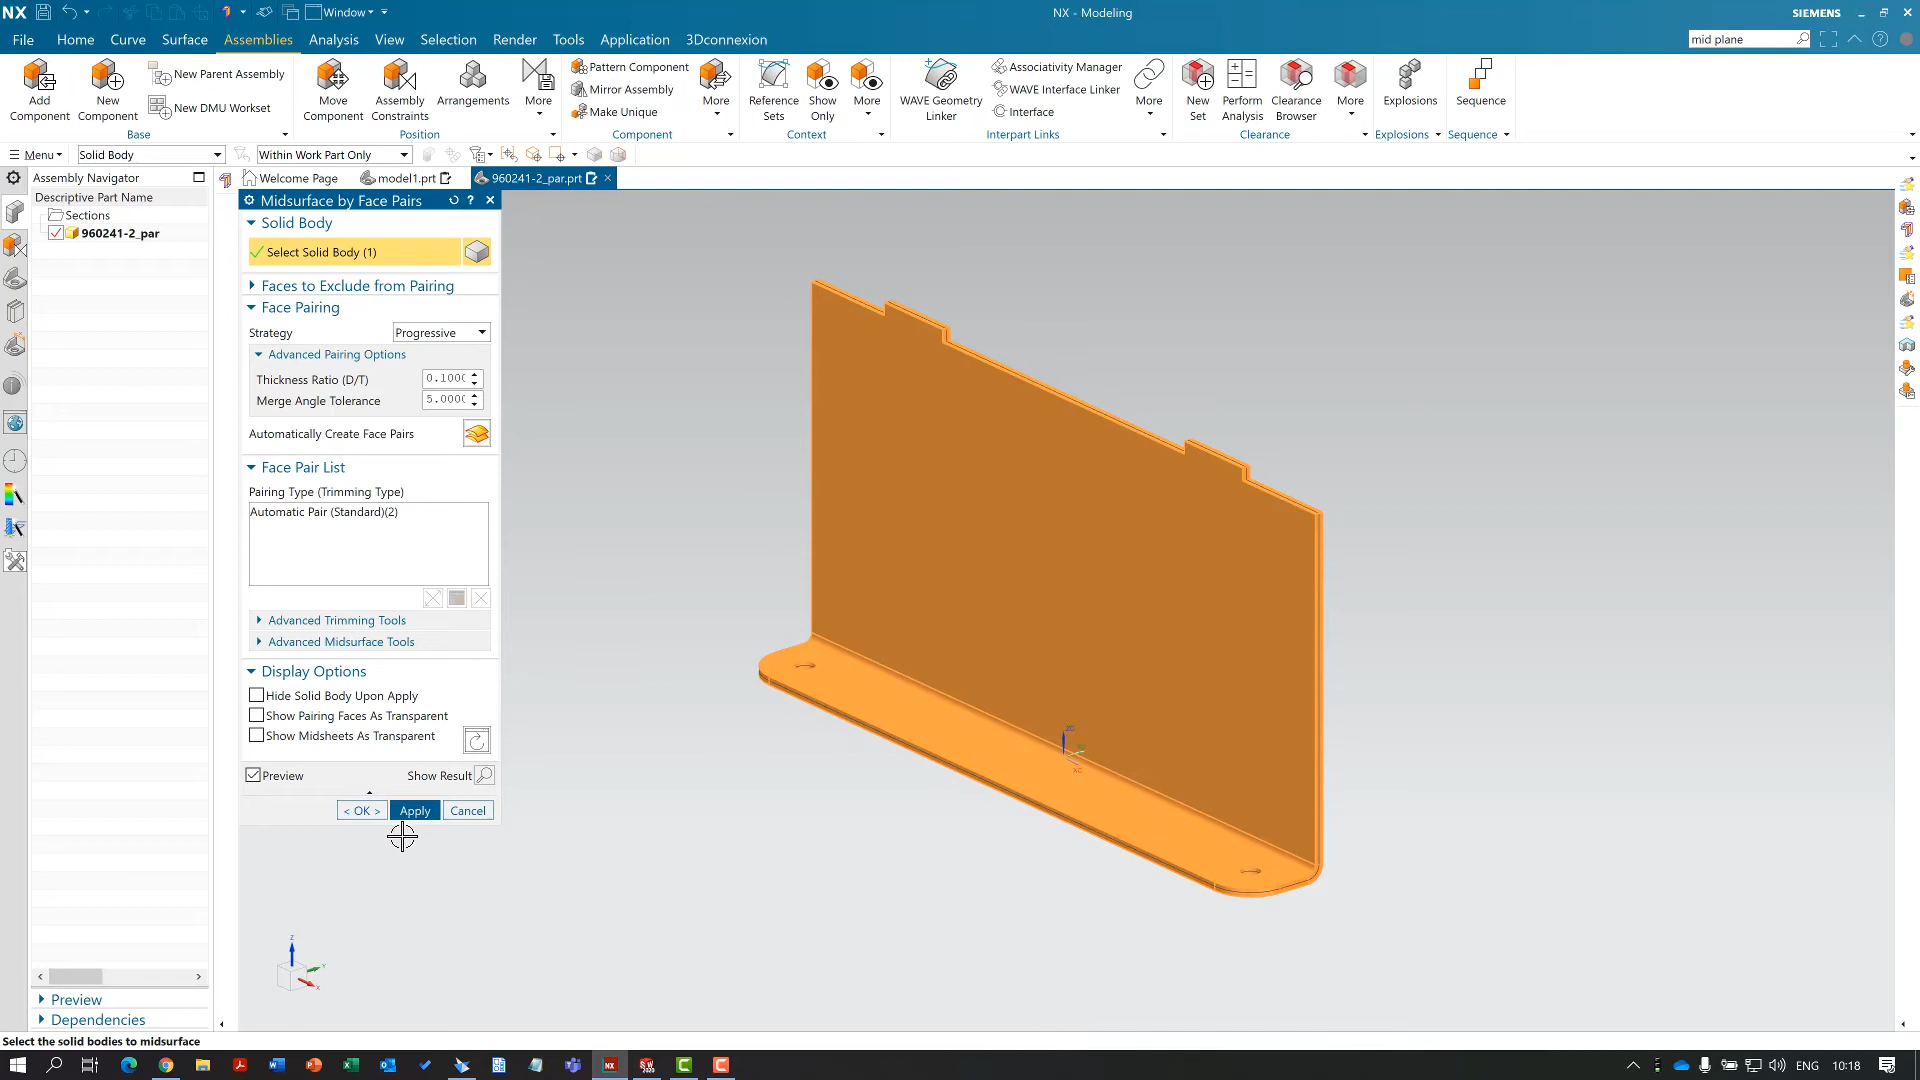 NX
Window
NX - Modeling
SIEMENS
File Home Curve Surface Assemblies Analysis View Selection Render Tools Application 3Dconnexion
mid plane
Add Component
New Component
New Parent Assembly
New DMU Workset
Base
Move Component
Assembly Constraints
Arrangements
More
Position
Pattern Component
Mirror Assembly
Make Unique
More
Component
Reference Sets
Show Only
More
Context
WAVE Geometry Linker
Associativity Manager
WAVE Interface Linker
Interface
More
Interpart Links
New Set
Perform Analysis
Clearance Browser
More
Clearance
Explosions
Explosions
Sequence
Sequence
Menu
Solid Body
Within Work Part Only
Assembly Navigator
Welcome Page
model1.prt
960241-2_par.prt
Descriptive Part Name
Sections
960241-2_par
Midsurface by Face Pairs
Solid Body
Select Solid Body (1)
Faces to Exclude from Pairing
Face Pairing
Strategy Progressive
Advanced Pairing Options
Thickness Ratio (D/T) 0.100
Merge Angle Tolerance 5.000
Automatically Create Face Pairs
Face Pair List
Pairing Type (Trimming Type)
Automatic Pair (Standard)(2)
Advanced Trimming Tools
Advanced Midsurface Tools
Display Options
Hide Solid Body Upon Apply
Show Pairing Faces As Transparent
Show Midsheets As Transparent
Preview Show Result
< OK > Apply Cancel
XC
Z
Y
X
Preview
Dependencies
Select the solid bodies to midsurface
ENG 10:18